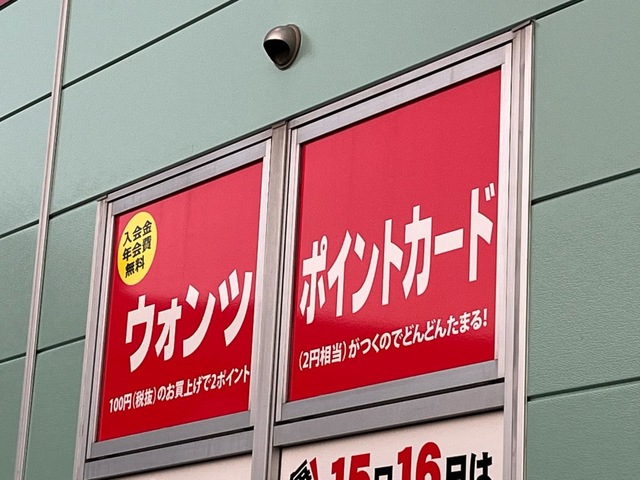 入会金
年会費
無料
ウォンツ ポイントカード
100円(税抜)のお買上げで2ポイント (2円相当)がつくのでどんどんたまる!
15日16日は